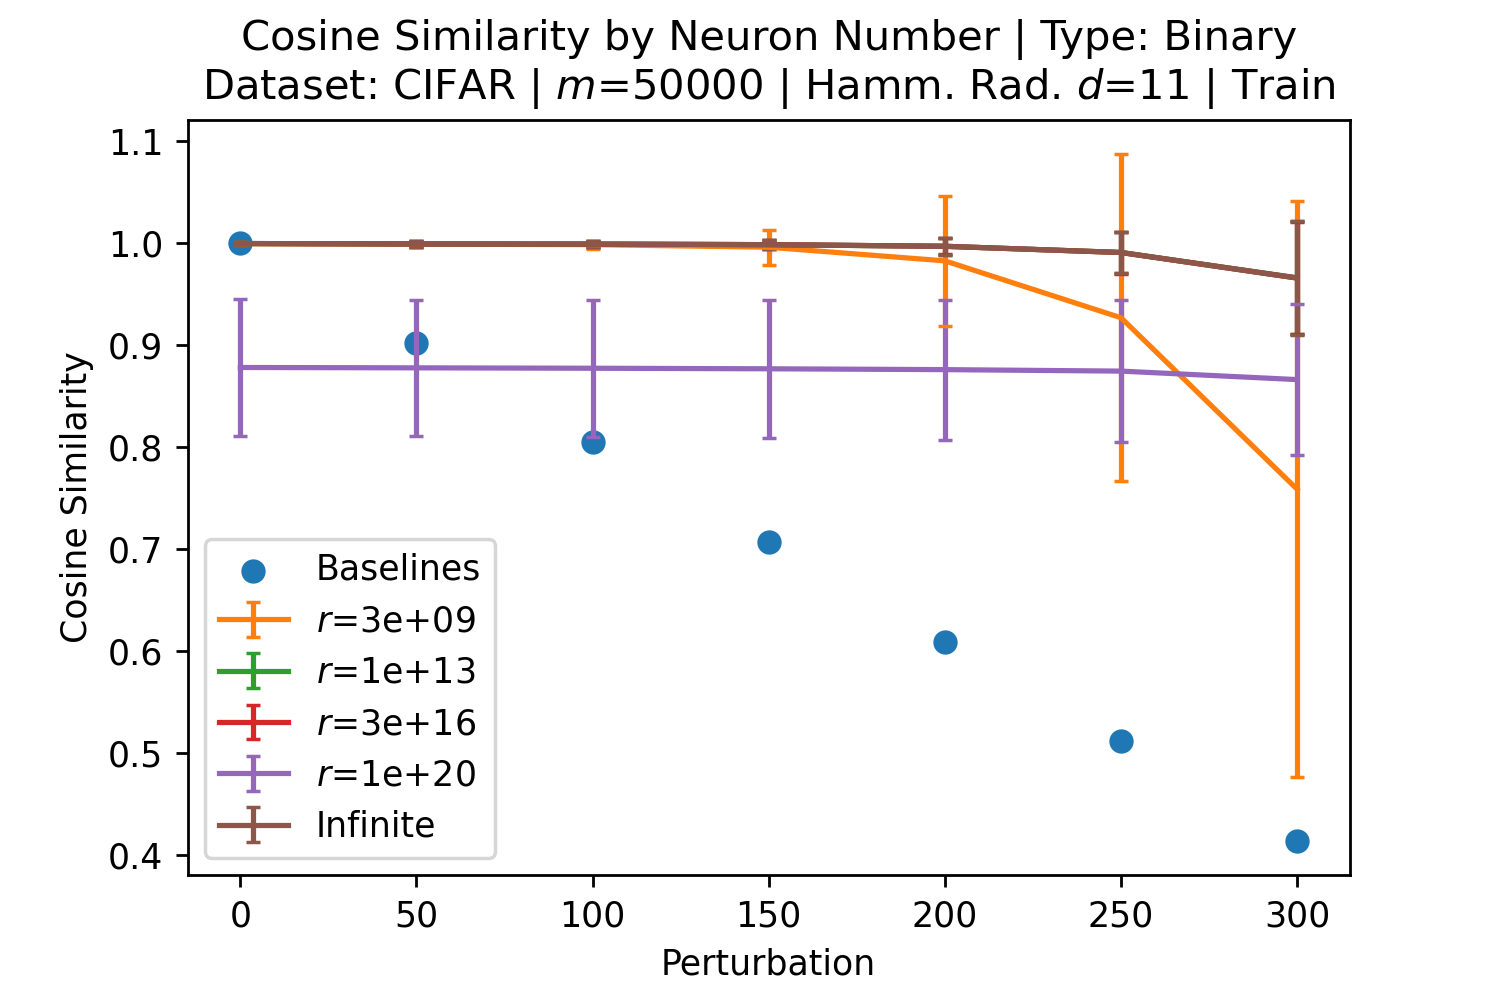 Cosine Similarity by Neuron Number | Type: Binary
Dataset: CIFAR | m=50000 | Hamm. Rad. d=11 | Train
1.1
1.0
0.9
0.8
0.7
0.6
0.5
0.4
Cosine Similarity
Baselines
r=3e+09
r=1e+13
r=3e+16
r=1e+20
Infinite
0 50 100 150 200 250 300
Perturbation